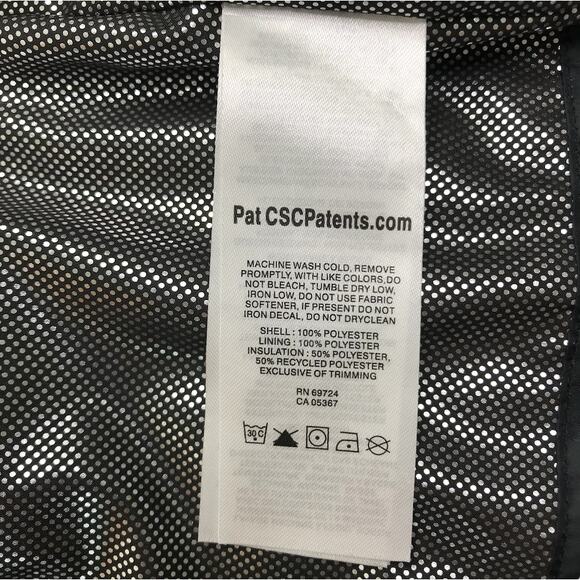 Pat CSCPatents.com
MACHINE WASH COLD, REMOVE
PROMPTLY, WITH LIKE COLORS,DO
NOT BLEACH, TUMBLE DRY LOW,
IRON LOW, DO NOT USE FABRIC
SOFTENER, IF PRESENT DO NOT
IRON DECAL, DO NOT DRYCLEAN
SHELL : 100% POLYESTER
LINING : 100% POLYESTER
INSULATION : 50% POLYESTER,
50% RECYCLED POLYESTER
EXCLUSIVE OF TRIMMING
RN 69724
CA 05367
30C